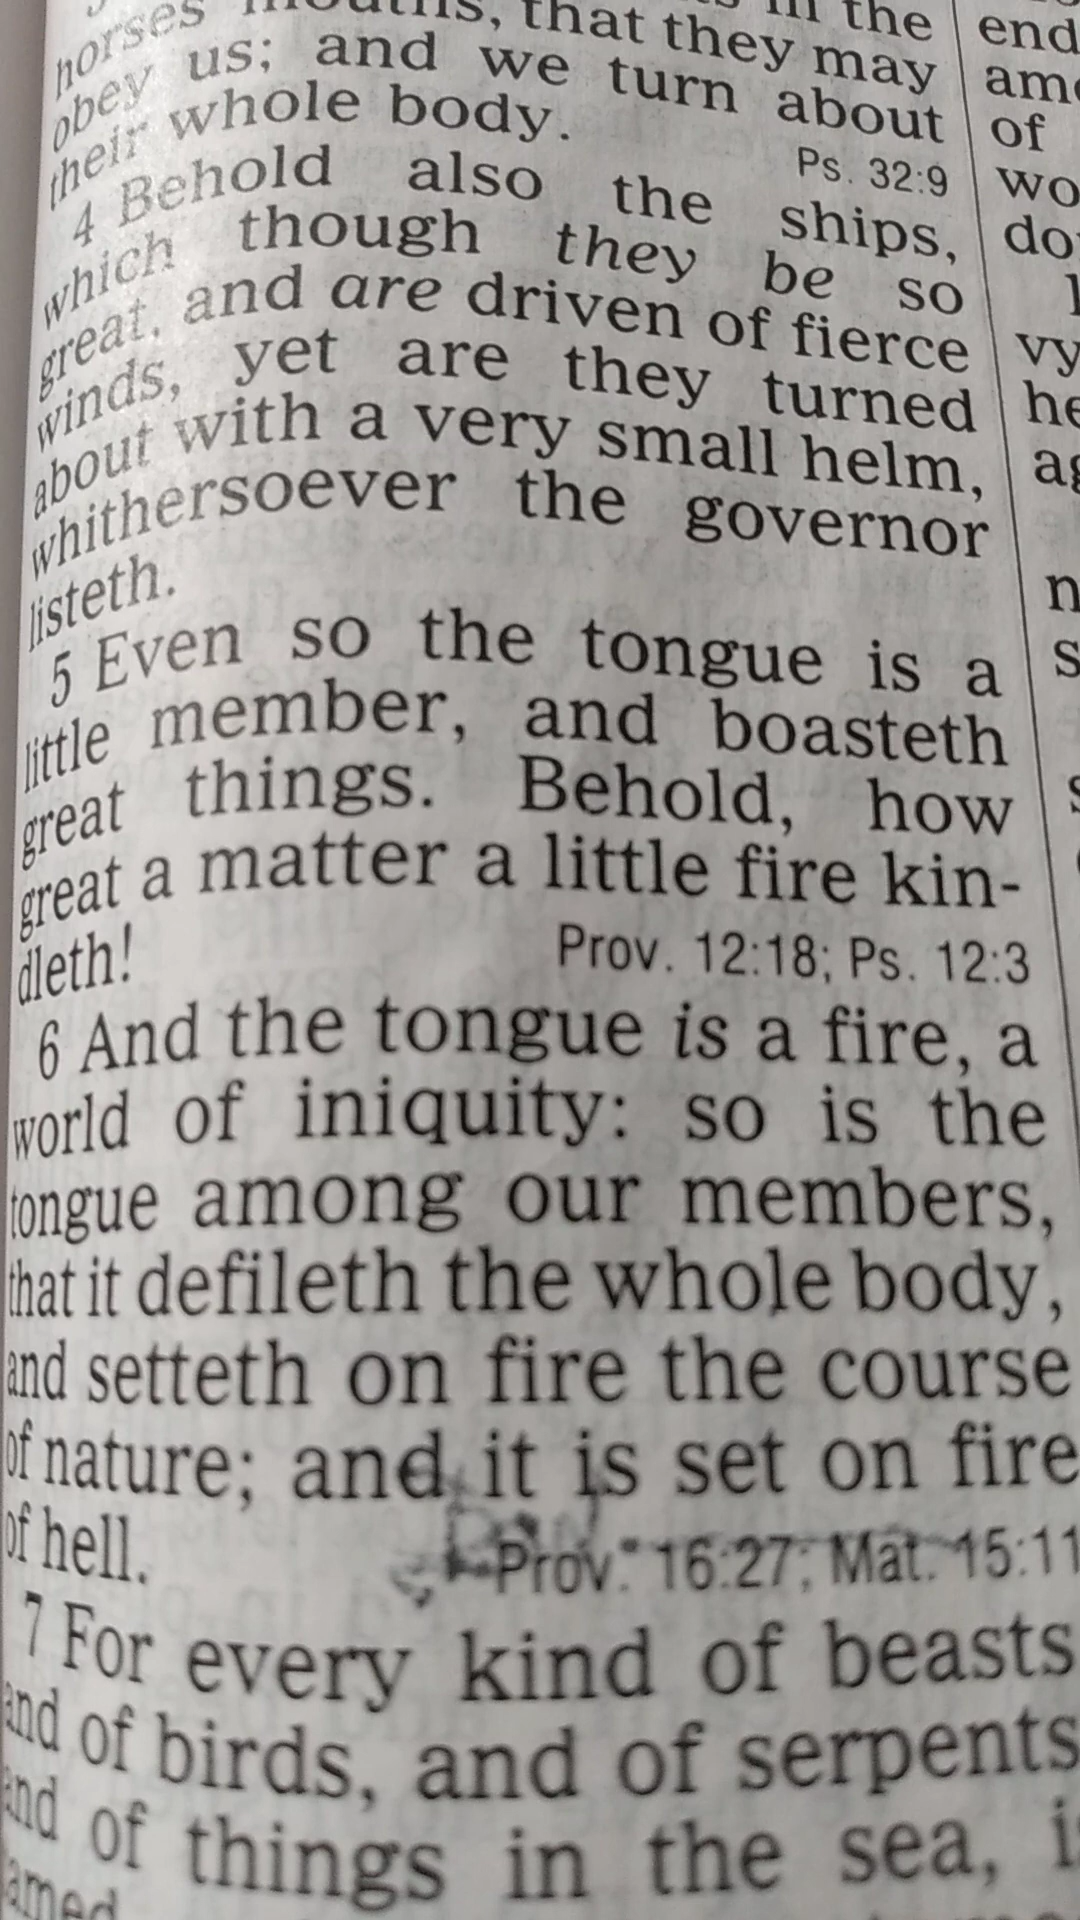 horses mouths, that they may
obey us; and we turn about
their whole body.
Ps. 32:9
4 Behold also the ships,
which though they be so
great, and are driven of fierce
winds, yet are they turned
about with a very small helm,
whithersoever the governor
listeth.
5 Even so the tongue is a
little member, and boasteth
great things. Behold, how
great a matter a little fire kin-
dleth!
Prov. 12:18; Ps. 12:3
6 And the tongue is a fire, a
world of iniquity: so is the
tongue among our members,
that it defileth the whole body,
and setteth on fire the course
of nature; and it is set on fire
of hell.
Prov. 16:27; Mat. 15:11
7 For every kind of beasts
and of birds, and of serpents
and of things in the sea,
end
of
he